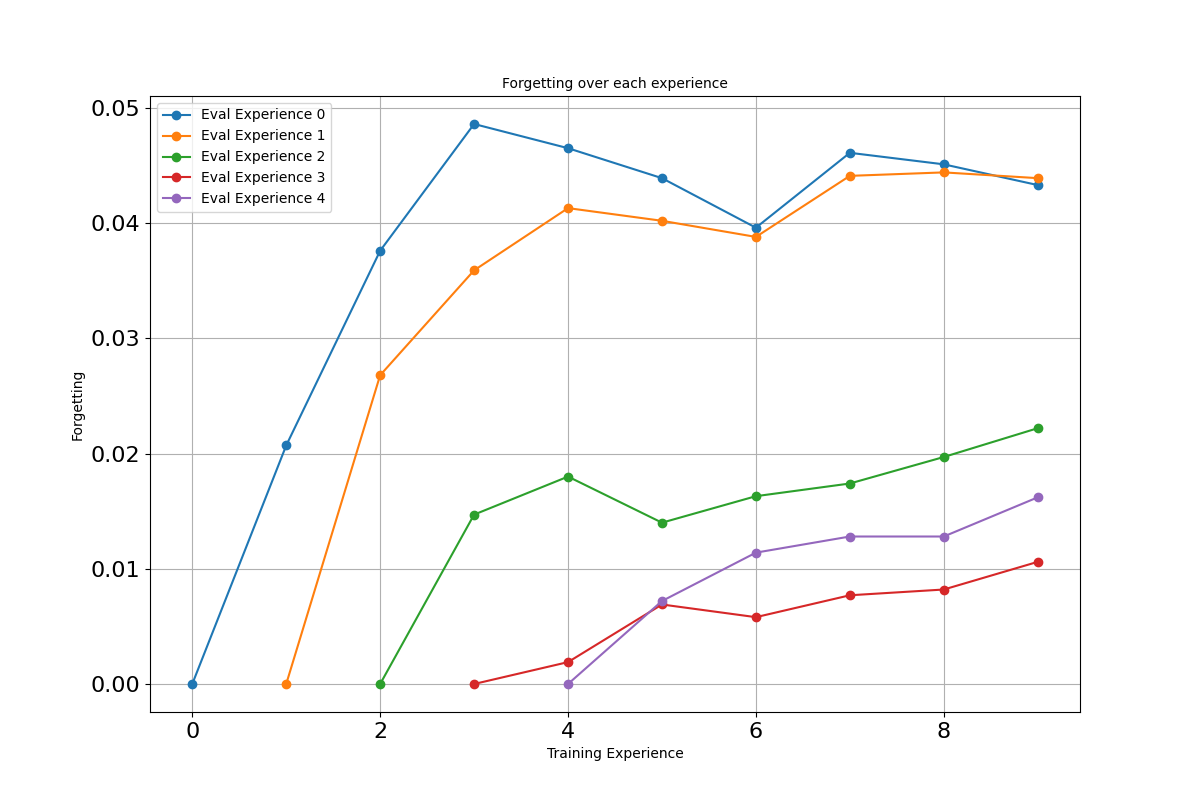 Forgetting over each experience
0.05
0.04
0.03
0.02
0.01
0.00
Forgetting
Eval Experience 0
Eval Experience 1
Eval Experience 2
Eval Experience 3
Eval Experience 4
0 2 4 6 8
Training Experience